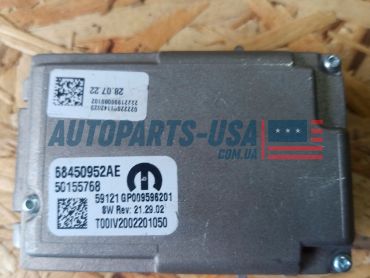 28.07.22
AUTOPARTS-USA
.com.ua
68450952AE
50155768
59121 GP009596201
SW Rev: 21.29.02
T00IV2002201050